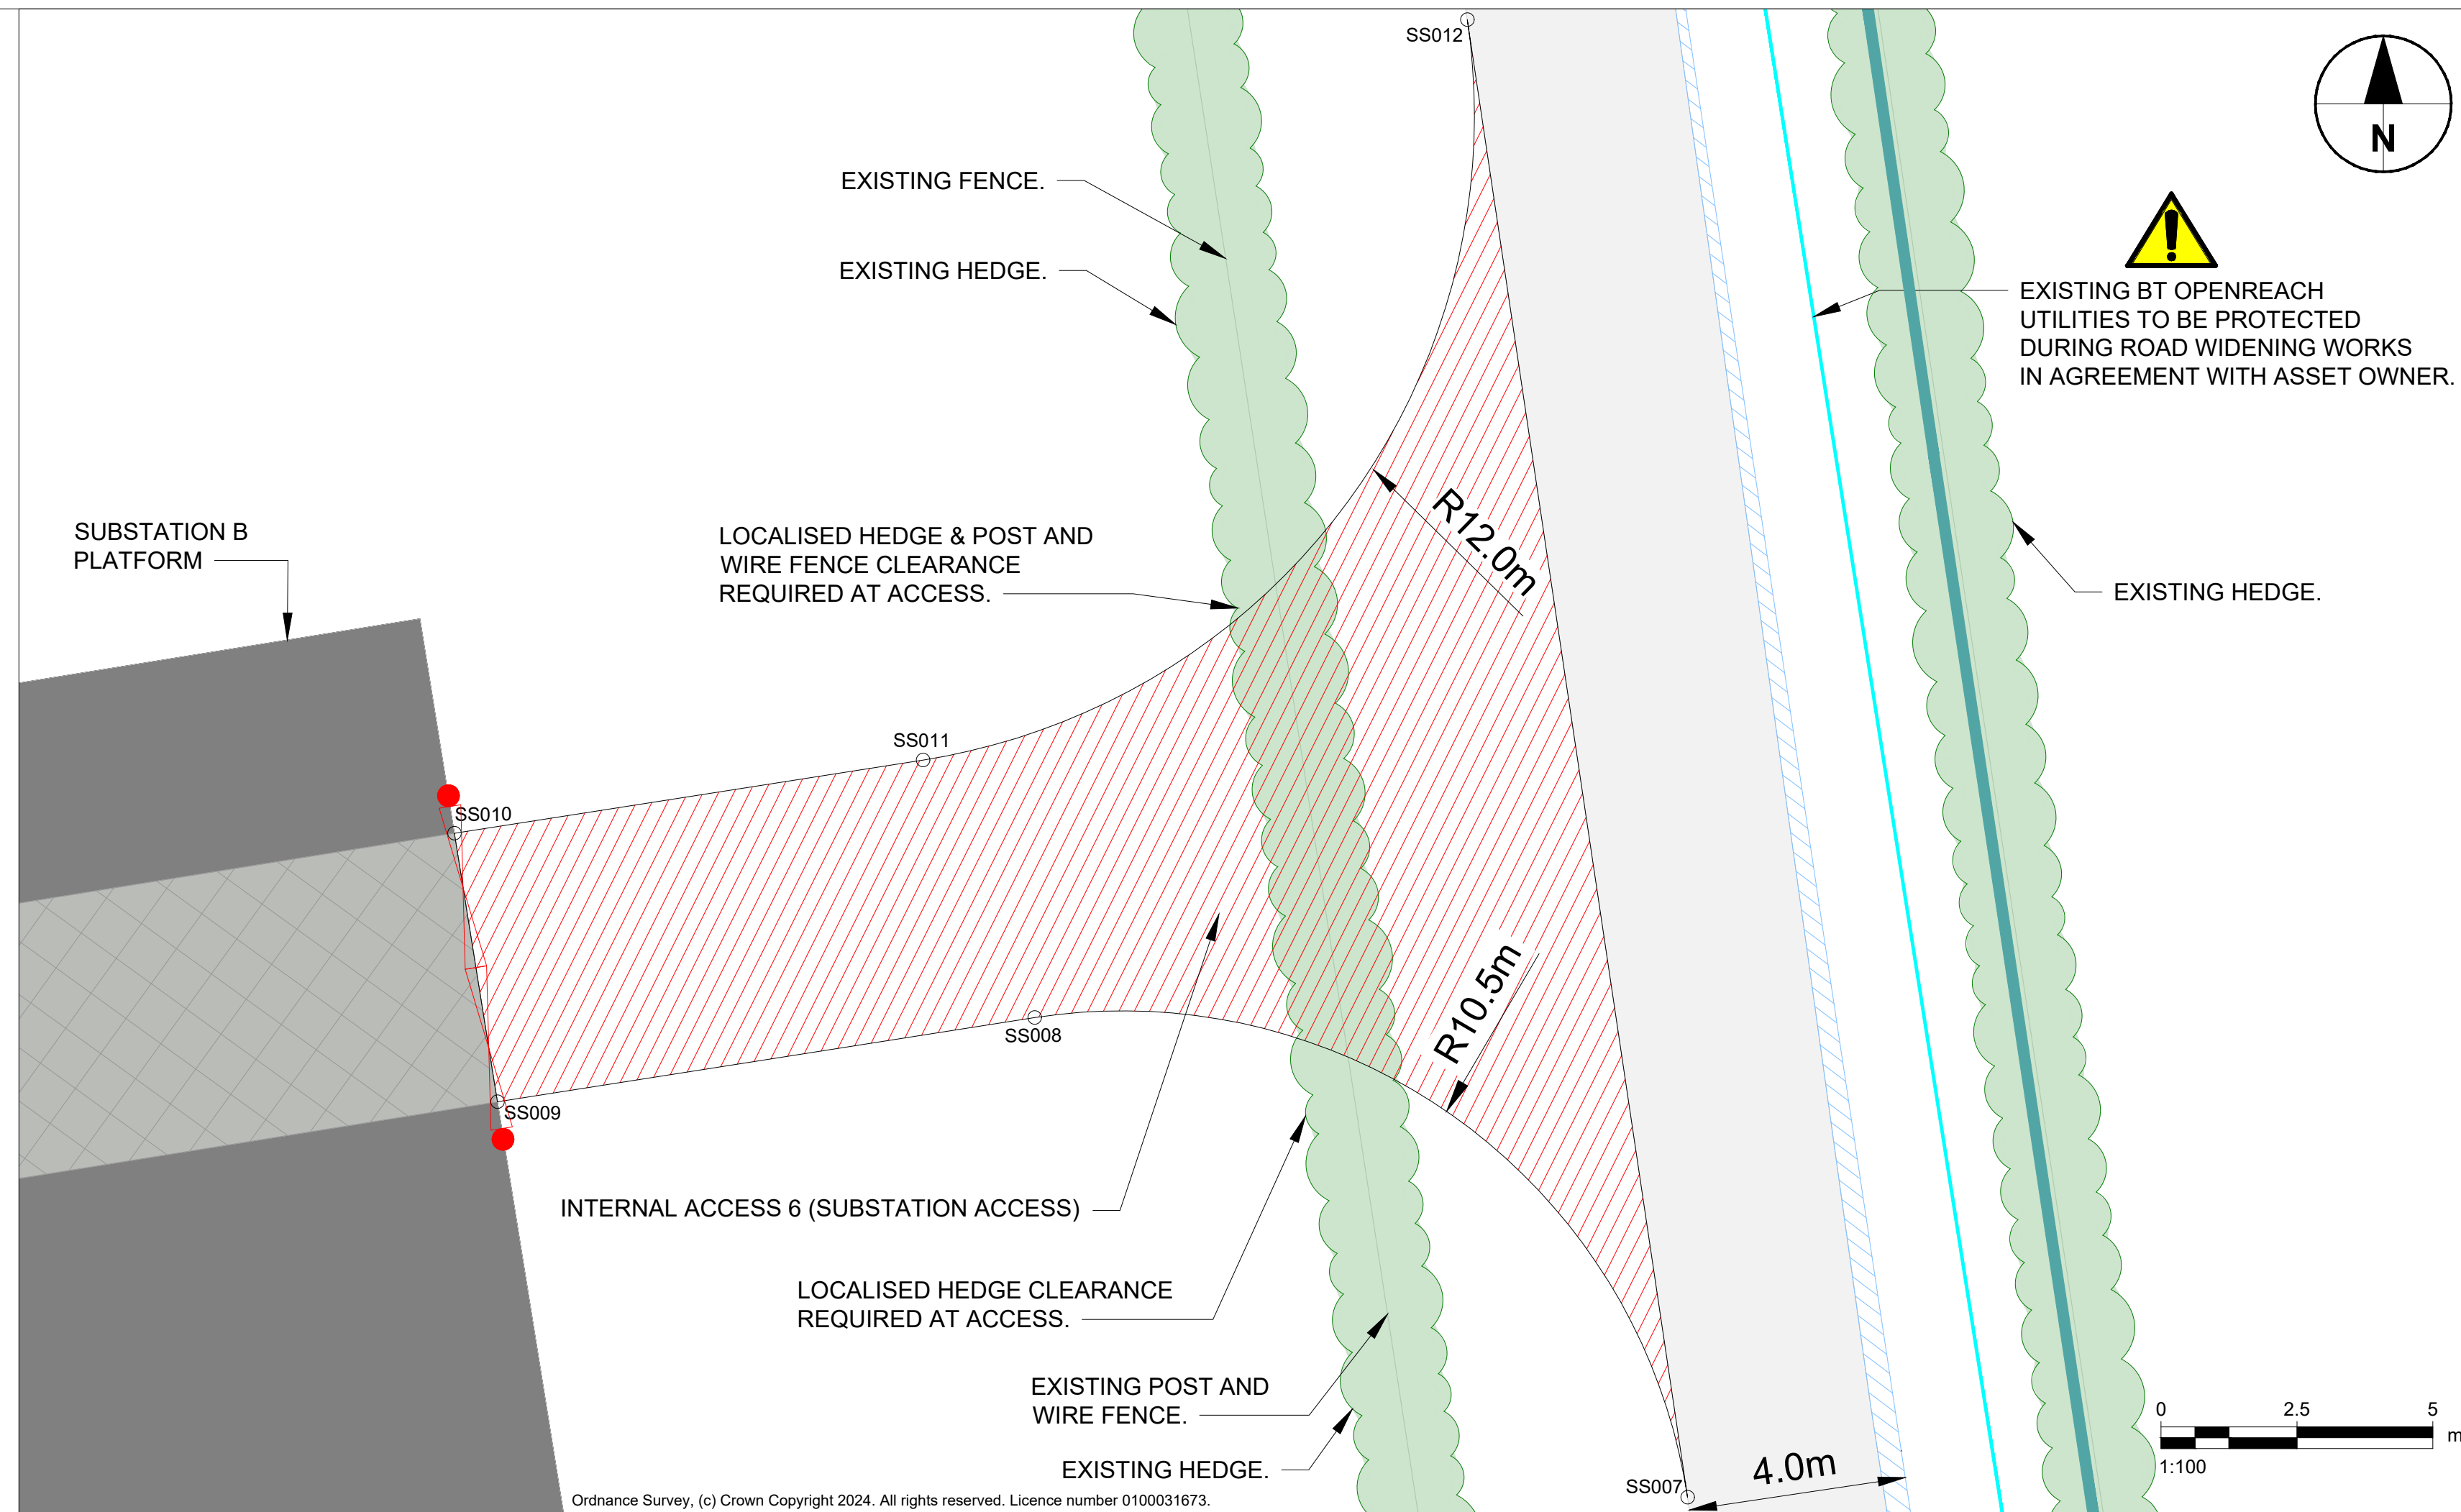 SS012
N
EXISTING FENCE.
EXISTING HEDGE.
EXISTING BT OPENREACH
UTILITIES TO BE PROTECTED
DURING ROAD WIDENING WORKS
IN AGREEMENT WITH ASSET OWNER.
SUBSTATION B
PLATFORM
LOCALISED HEDGE & POST AND
WIRE FENCE CLEARANCE
REQUIRED AT ACCESS.
R12.0m
EXISTING HEDGE.
SS011
SS010
R10.5m
SS008
SS009
INTERNAL ACCESS 6 (SUBSTATION ACCESS)
LOCALISED HEDGE CLEARANCE
REQUIRED AT ACCESS.
EXISTING POST AND
WIRE FENCE.
EXISTING HEDGE.
SS007
4.0m
0 2.5 5
m
1:100
Ordnance Survey, (c) Crown Copyright 2024. All rights reserved. Licence number 0100031673.